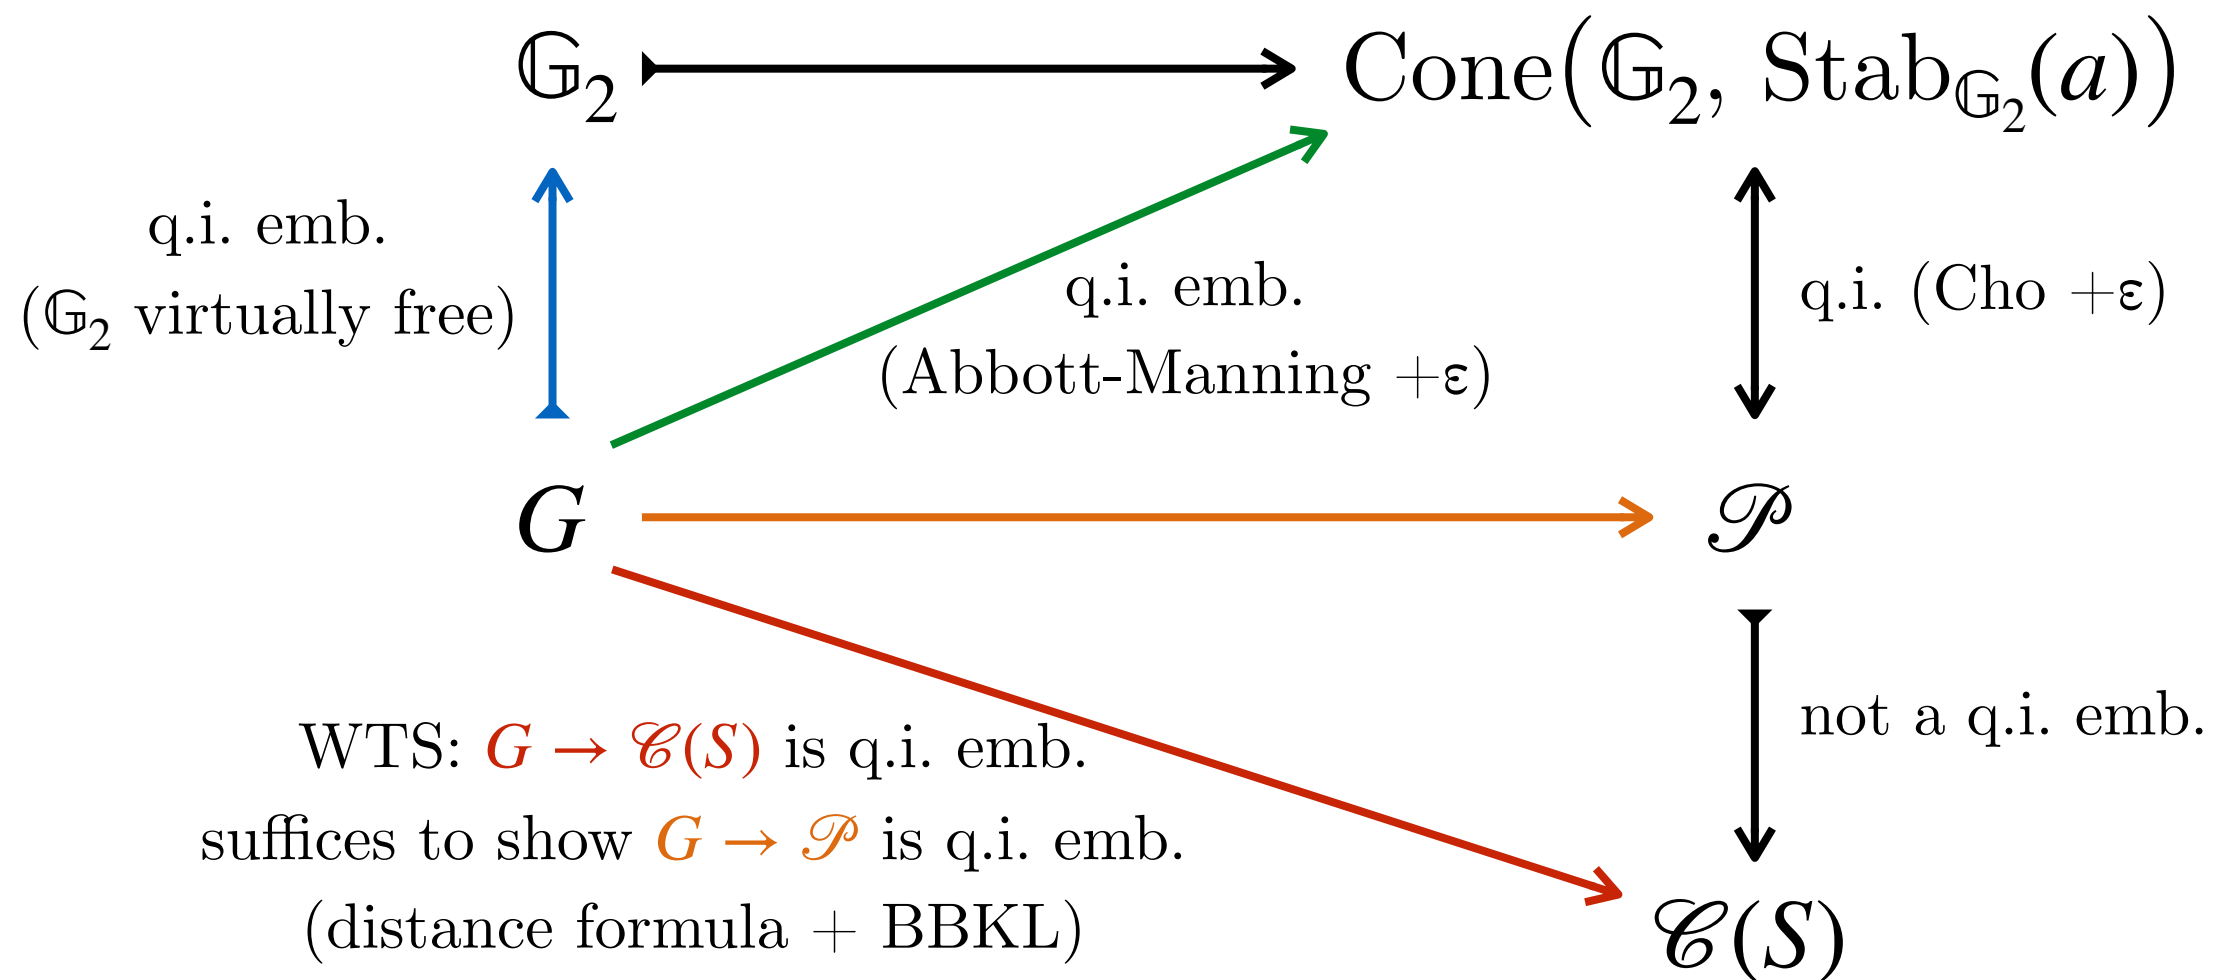 𝔾₂
Cone(𝔾₂, Stab_𝔾₂(a))
q.i. emb.
(𝔾₂ virtually free)
q.i. emb.
(Abbott-Manning +ε)
q.i. (Cho +ε)
G
𝒫
not a q.i. emb.
WTS: G → 𝒞(S) is q.i. emb.
suffices to show G → 𝒫 is q.i. emb.
(distance formula + BBKL)
𝒞(S)